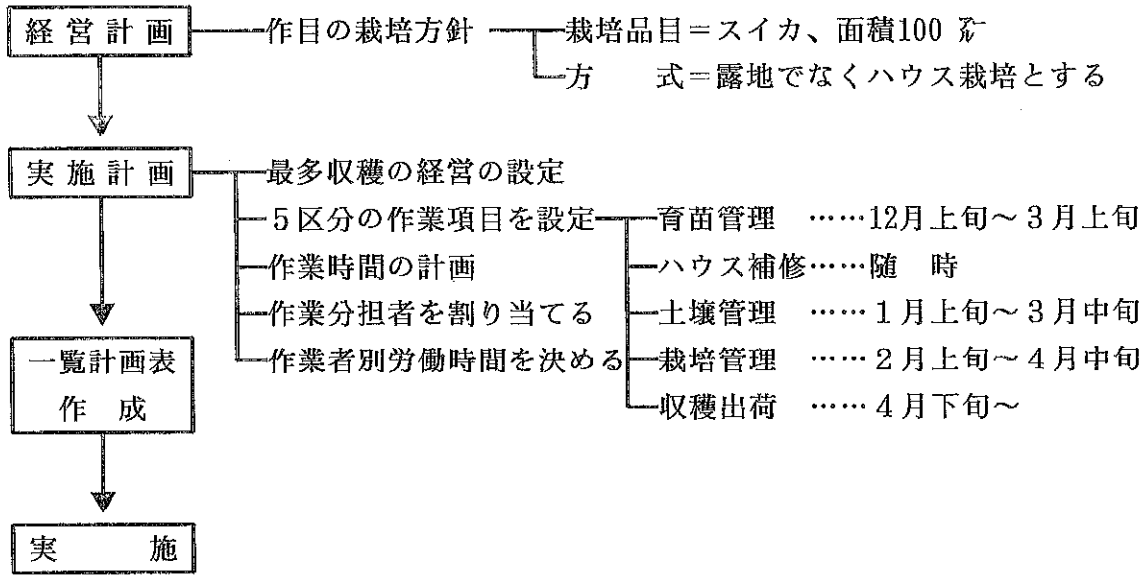 経営計画 作目の栽培方針 栽培品目＝スイカ、面積100㌃
方　　式＝露地でなくハウス栽培とする
実施計画 最多収穫の経営の設定
５区分の作業項目を設定 育苗管理 ……12月上旬～３月上旬
作業時間の計画 ハウス補修……随　時
作業分担者を割り当てる 土壌管理 ……１月上旬～３月中旬
一覧計画表 作業者別労働時間を決める 栽培管理 ……２月上旬～４月中旬
作　成 収穫出荷 ……４月下旬～
実　　施